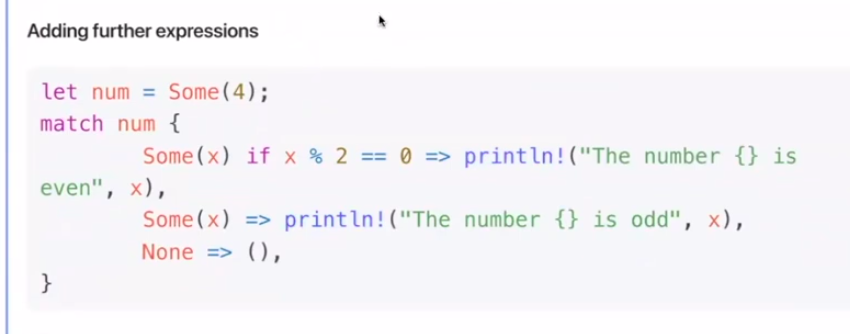 Adding further expressions
let num = Some(4);
match num {
        Some(x) if x % 2 == 0 => println!("The number {} is
even", x),
        Some(x) => println!("The number {} is odd", x),
        None => (),
}